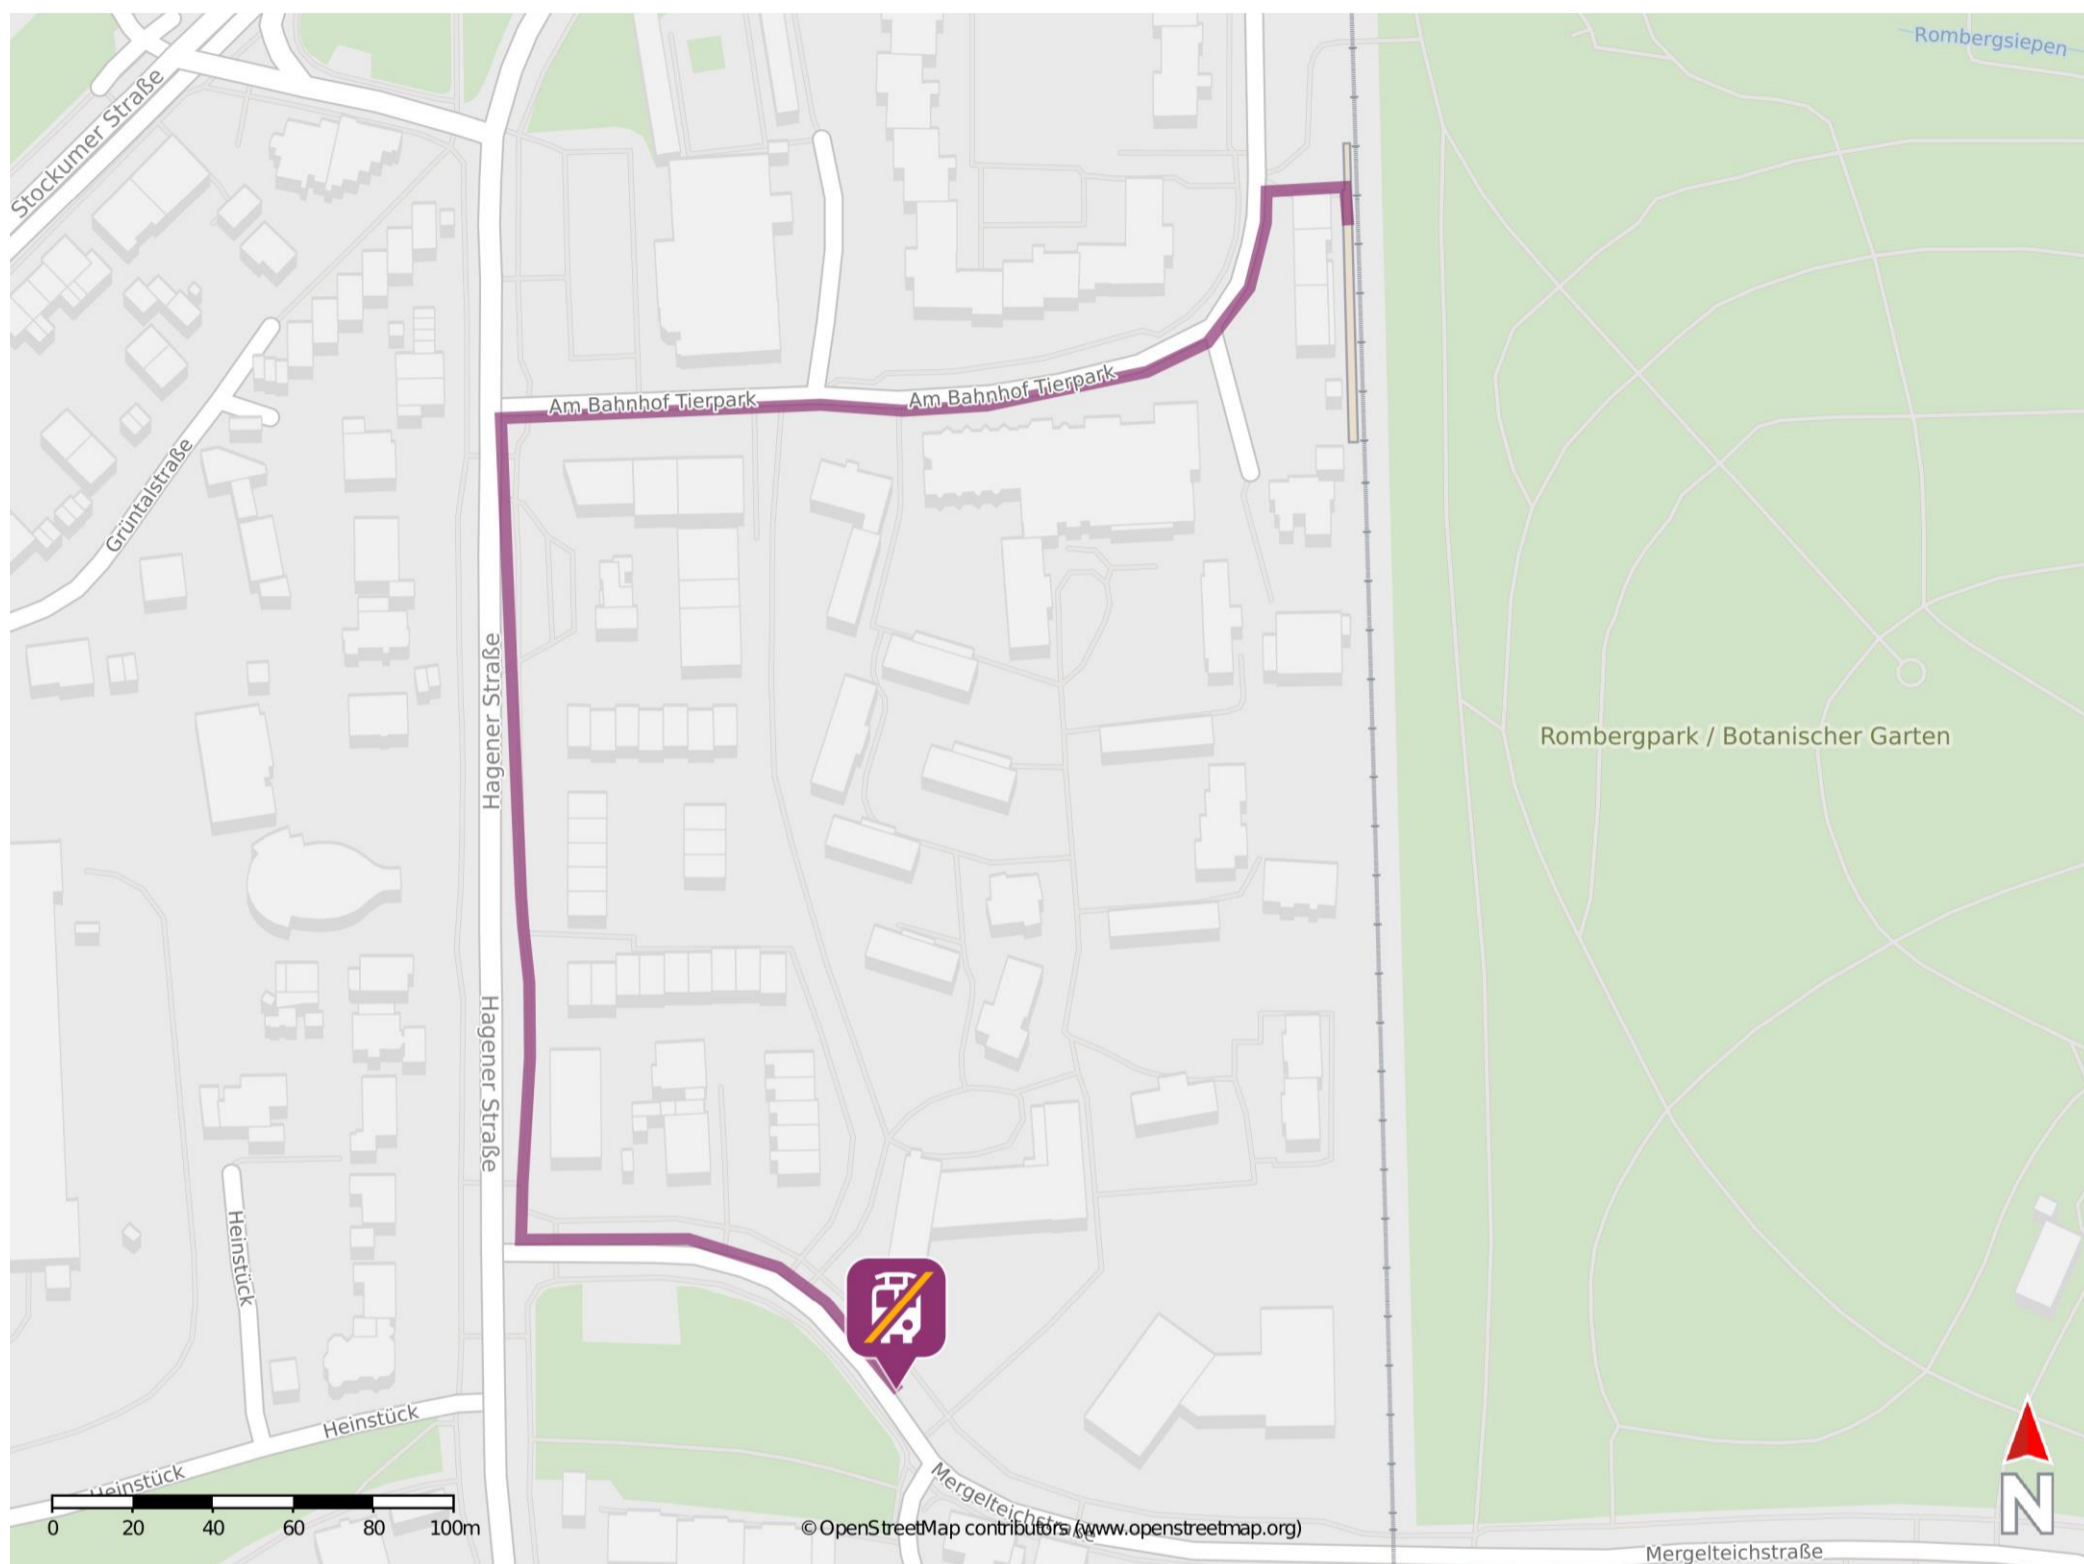 Rombergsiepen
Stockumer Straße
Am Bahnhof Tierpark
Am Bahnhof Tierpark
Grüntalstraße
Hagener Straße
Rombergpark / Botanischer Garten
Hagener Straße
Heinstück
Heinstück
Heinstück
Mergelteichstraße
Mergelteichstraße
0 20 40 60 80 100m
© OpenStreetMap contributors (www.openstreetmap.org)
N